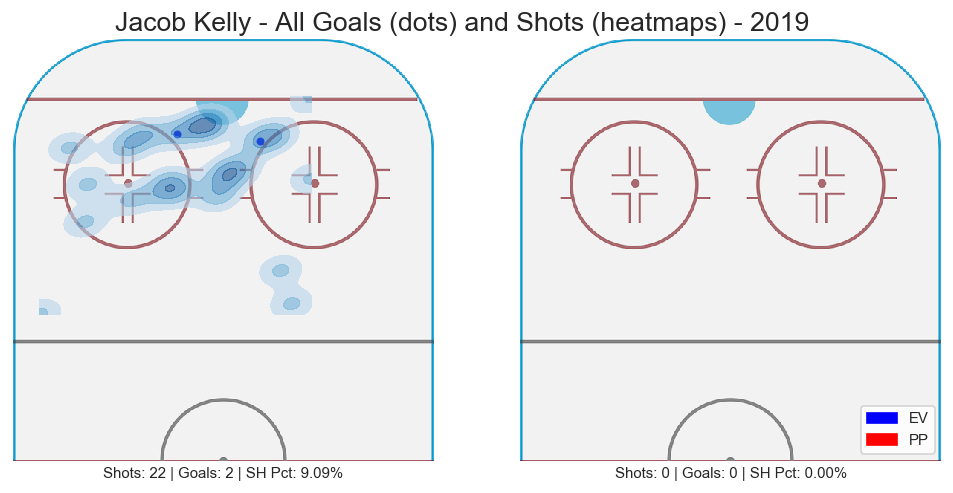 Jacob Kelly - All Goals (dots) and Shots (heatmaps) - 2019
EV
PP
Shots: 22 | Goals: 2 | SH Pct: 9.09%
Shots: 0 | Goals: 0 | SH Pct: 0.00%